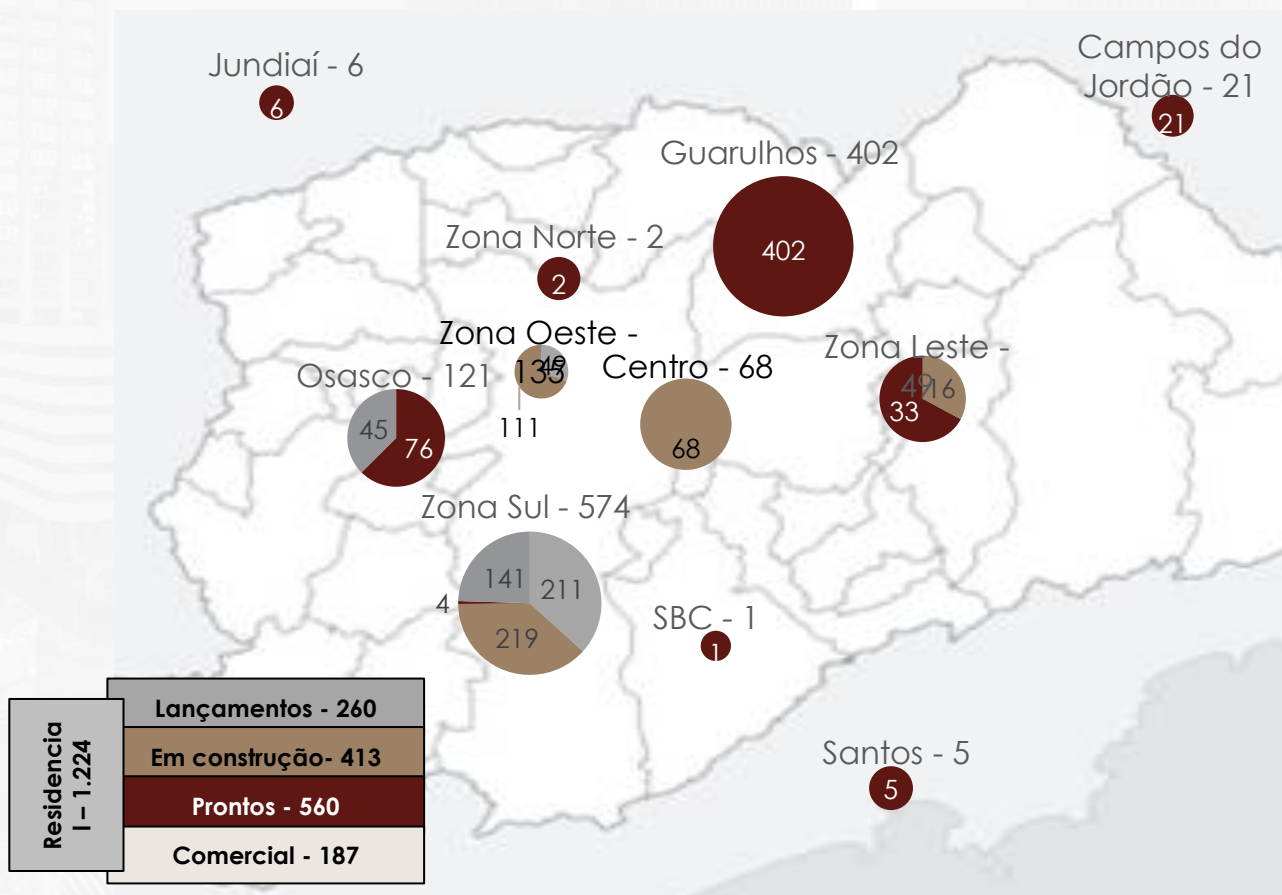 Jundiaí - 6
6
Campos do
Jordão - 21
21
Guarulhos - 402
402
Zona Norte - 2
2
Zona Oeste -
111
Centro - 68
68
Zona Leste -
49
16
33
Osasco - 121
45
76
Zona Sul - 574
141
211
4
219
SBC - 1
1
Santos - 5
5
Residencia
l – 1.224
Lançamentos - 260
Em construção- 413
Prontos - 560
Comercial - 187